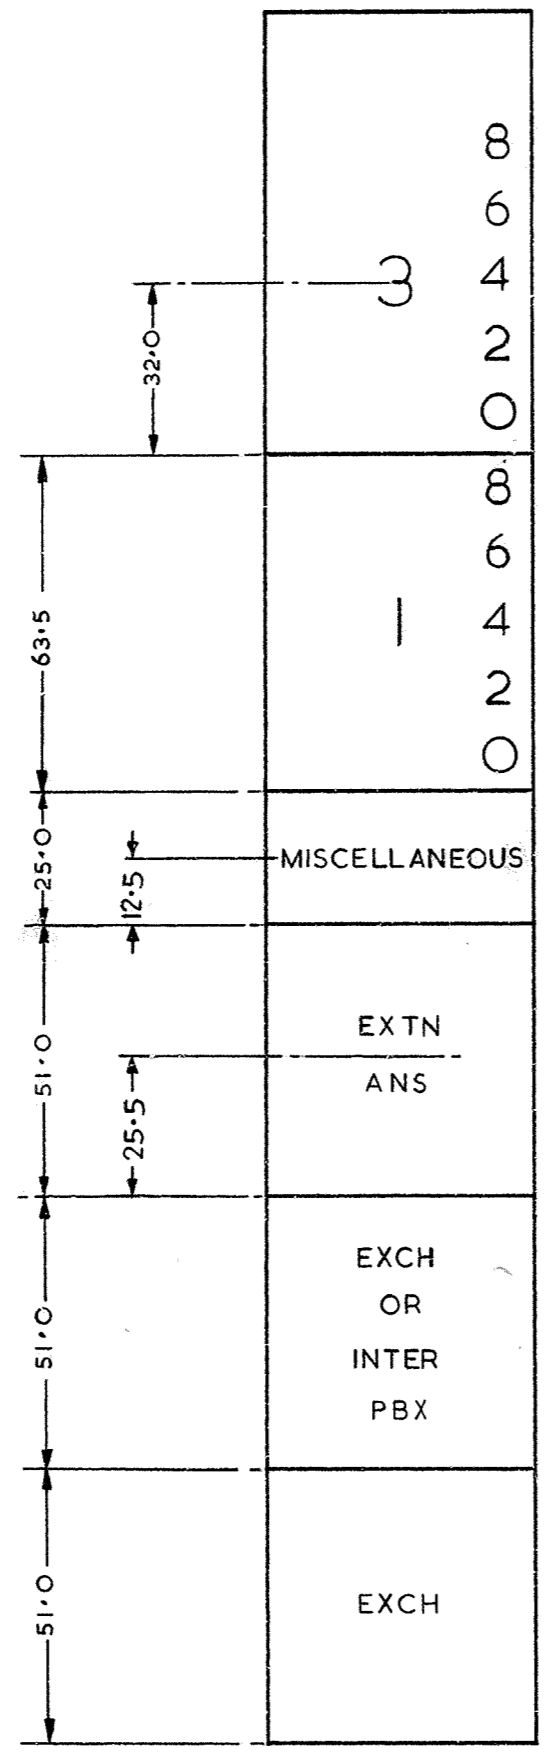 8
6
3 4
32·0
2
0
8
6
63·5
1 4
2
0
25·0
MISCELLANEOUS
12·5
EXTN
51·0
ANS
25·5
EXCH
OR
51·0
INTER
PBX
51·0
EXCH